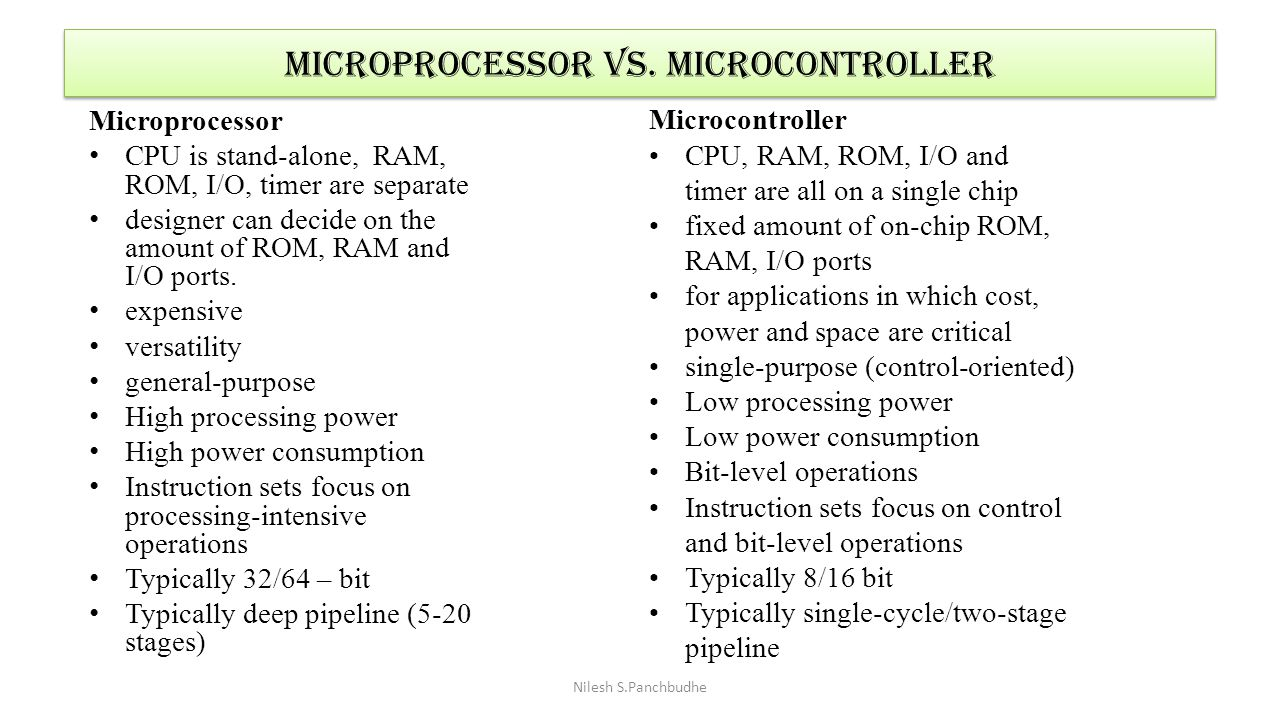 MICROPROCESSOR VS. MICROCONTROLLER
Microprocessor
• CPU is stand-alone, RAM,
ROM, I/O, timer are separate
• designer can decide on the
amount of ROM, RAM and
I/O ports.
• expensive
• versatility
• general-purpose
• High processing power
• High power consumption
• Instruction sets focus on
processing-intensive
operations
• Typically 32/64 – bit
• Typically deep pipeline (5-20
stages)
Microcontroller
• CPU, RAM, ROM, I/O and
timer are all on a single chip
• fixed amount of on-chip ROM,
RAM, I/O ports
• for applications in which cost,
power and space are critical
• single-purpose (control-oriented)
• Low processing power
• Low power consumption
• Bit-level operations
• Instruction sets focus on control
and bit-level operations
• Typically 8/16 bit
• Typically single-cycle/two-stage
pipeline
Nilesh S.Panchbudhe